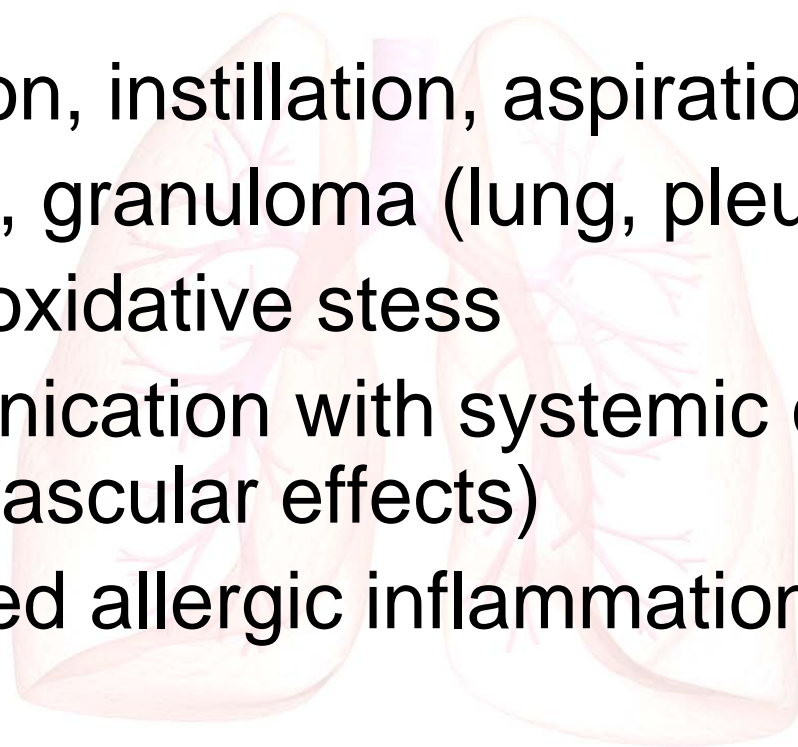 on, instillation, aspiratio
, granuloma (lung, pleu
oxidative stess
nication with systemic
ascular effects)
ed allergic inflammation